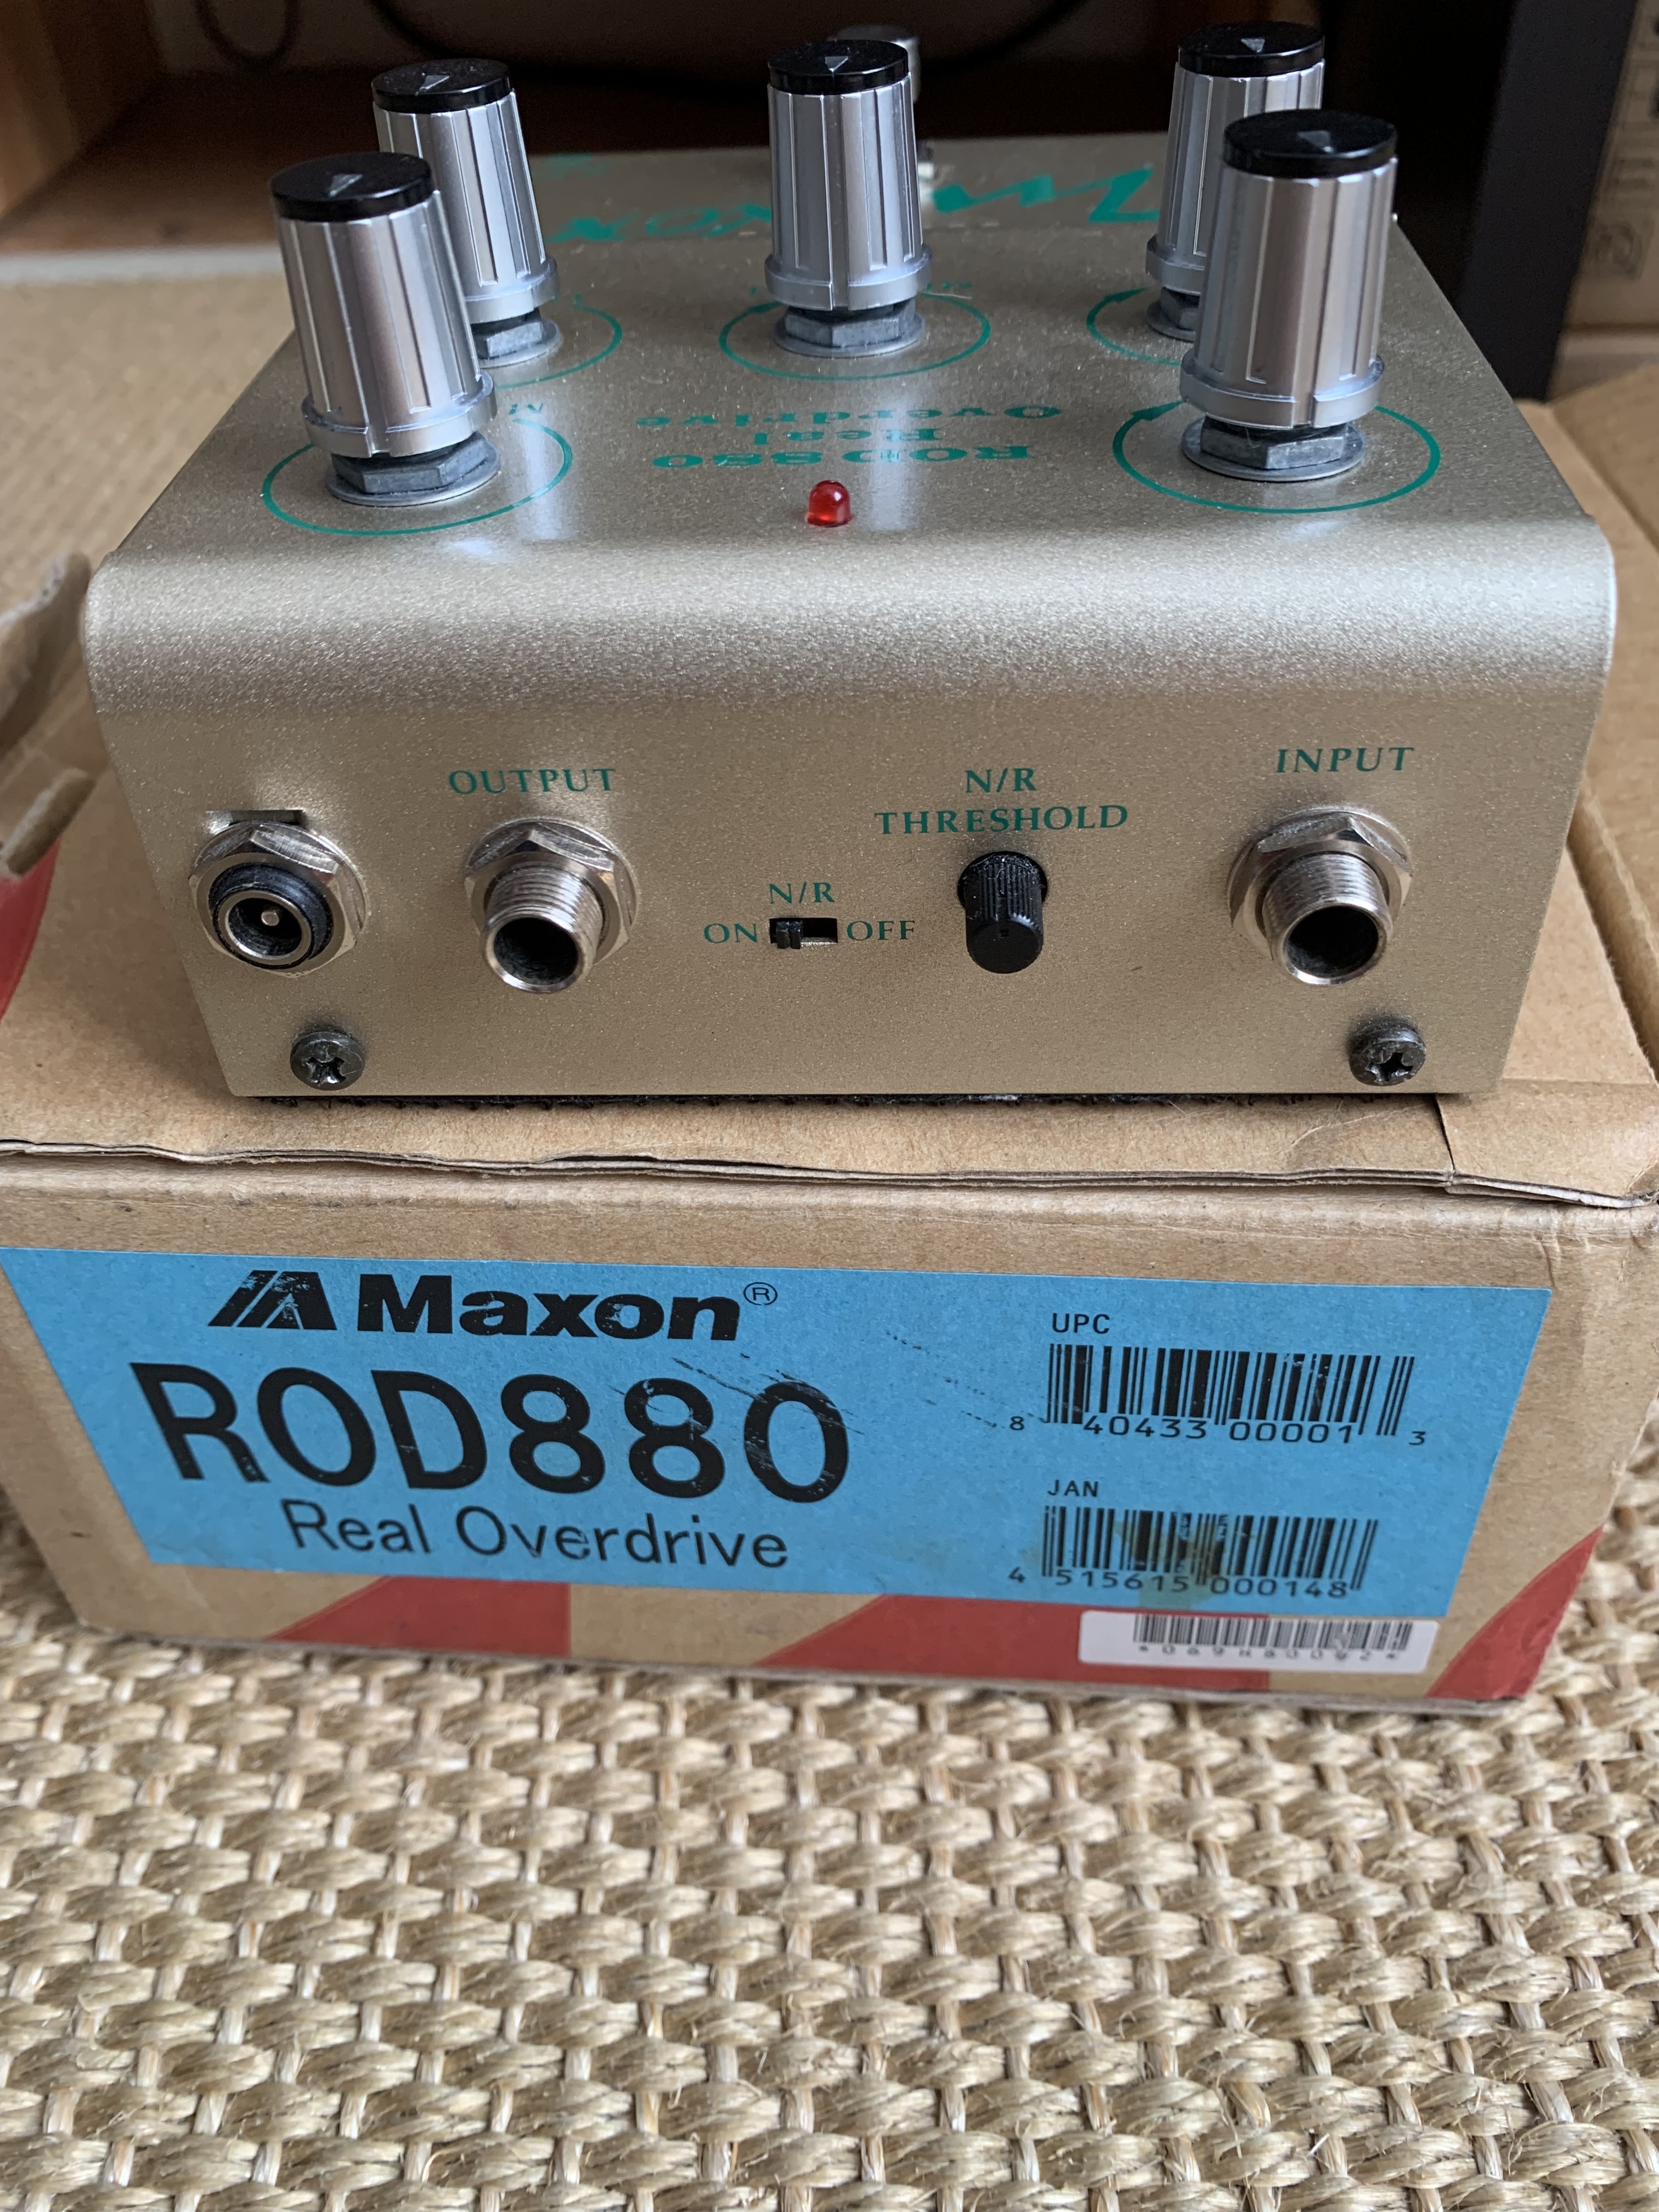 ROD880
Real
Overdrive
OUTPUT
N/R
THRESHOLD
INPUT
N/R
ON
OFF
Maxon®
ROD880
Real Overdrive
UPC
8 40433 00001 3
JAN
4 515615 000148